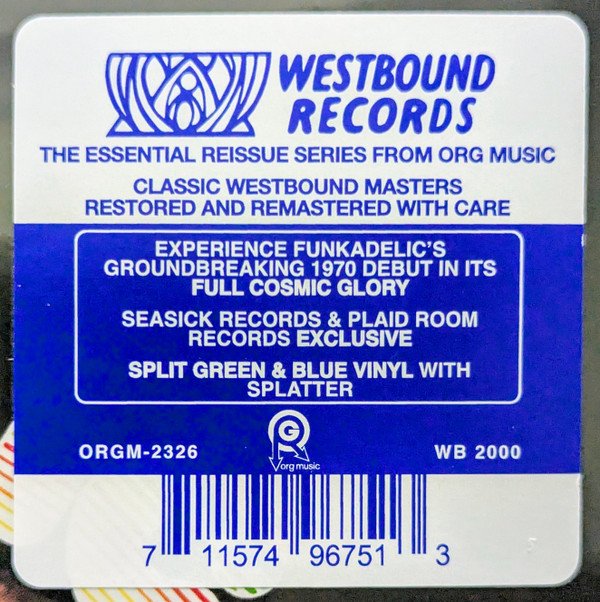 WESTBOUND
RECORDS
THE ESSENTIAL REISSUE SERIES FROM ORG MUSIC
CLASSIC WESTBOUND MASTERS
RESTORED AND REMASTERED WITH CARE
EXPERIENCE FUNKADELIC'S
GROUNDBREAKING 1970 DEBUT IN ITS
FULL COSMIC GLORY
SEASICK RECORDS & PLAID ROOM
RECORDS EXCLUSIVE
SPLIT GREEN & BLUE VINYL WITH
SPLATTER
ORGM-2326
G
org music
WB 2000
7 11574 96751 3